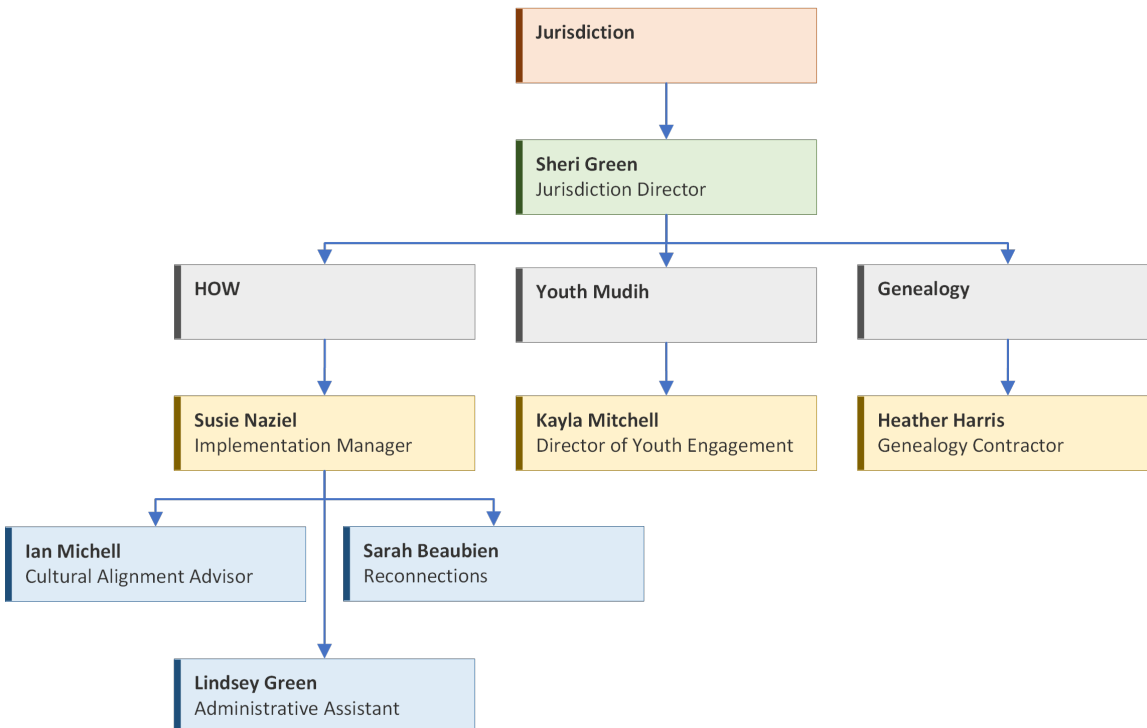 Jurisdiction
Sheri Green
Jurisdiction Director
HOW
Youth Mudih
Genealogy
Susie Naziel
Implementation Manager
Kayla Mitchell
Director of Youth Engagement
Heather Harris
Genealogy Contractor
Ian Michell
Cultural Alignment Advisor
Sarah Beaubien
Reconnections
Lindsey Green
Administrative Assistant